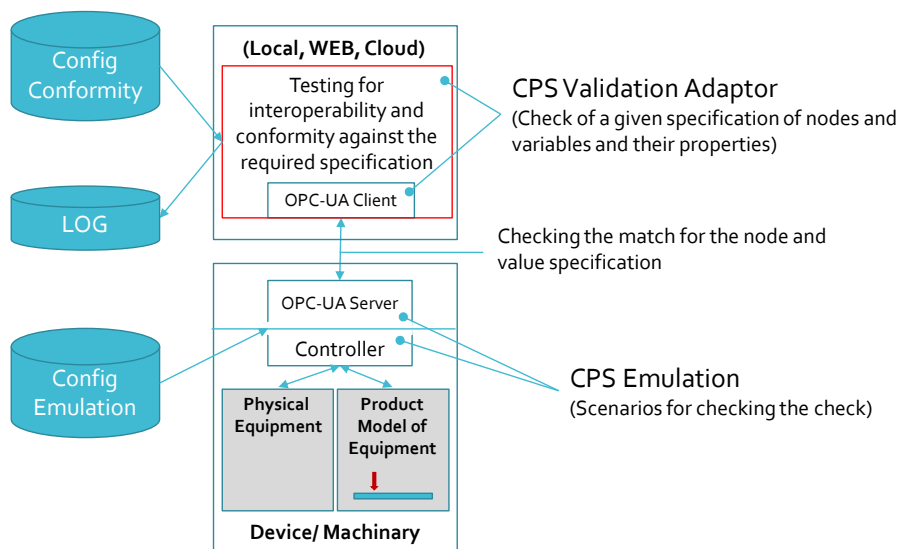 Config
Conformity
LOG
Config
Emulation
(Local, WEB, Cloud)
Testing for
interoperability and
conformity against the
required specification
OPC-UA Client
OPC-UA Server
Controller
Physical
Equipment
Product
Model of
Equipment
Device/ Machinary
CPS Validation Adaptor
(Check of a given specification of nodes and
variables and their properties)
Checking the match for the node and
value specification
CPS Emulation
(Scenarios for checking the check)